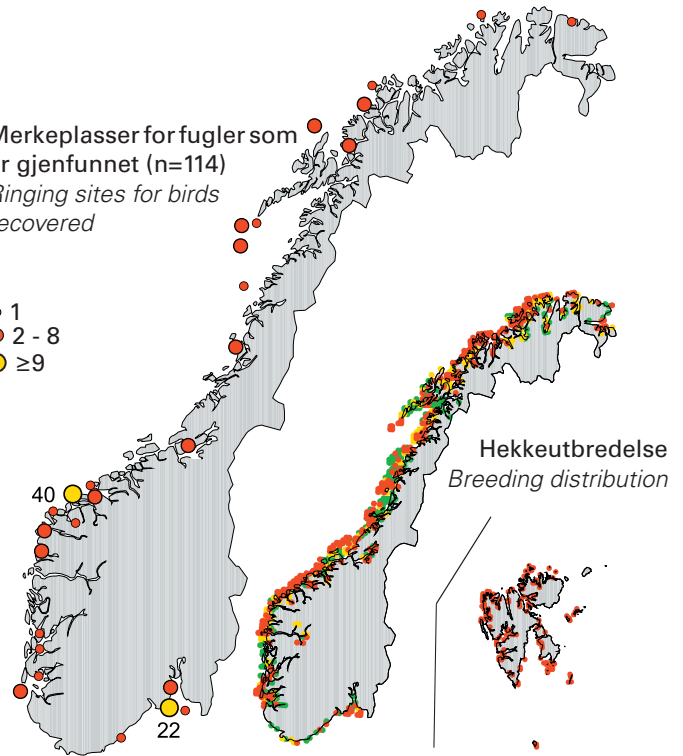 Merkeplasser for fugler som
r gjenfunnet (n=114)
Ringing sites for birds
recovered
1
2 - 8
≥9
Hekkeutbredelse
Breeding distribution
40
22